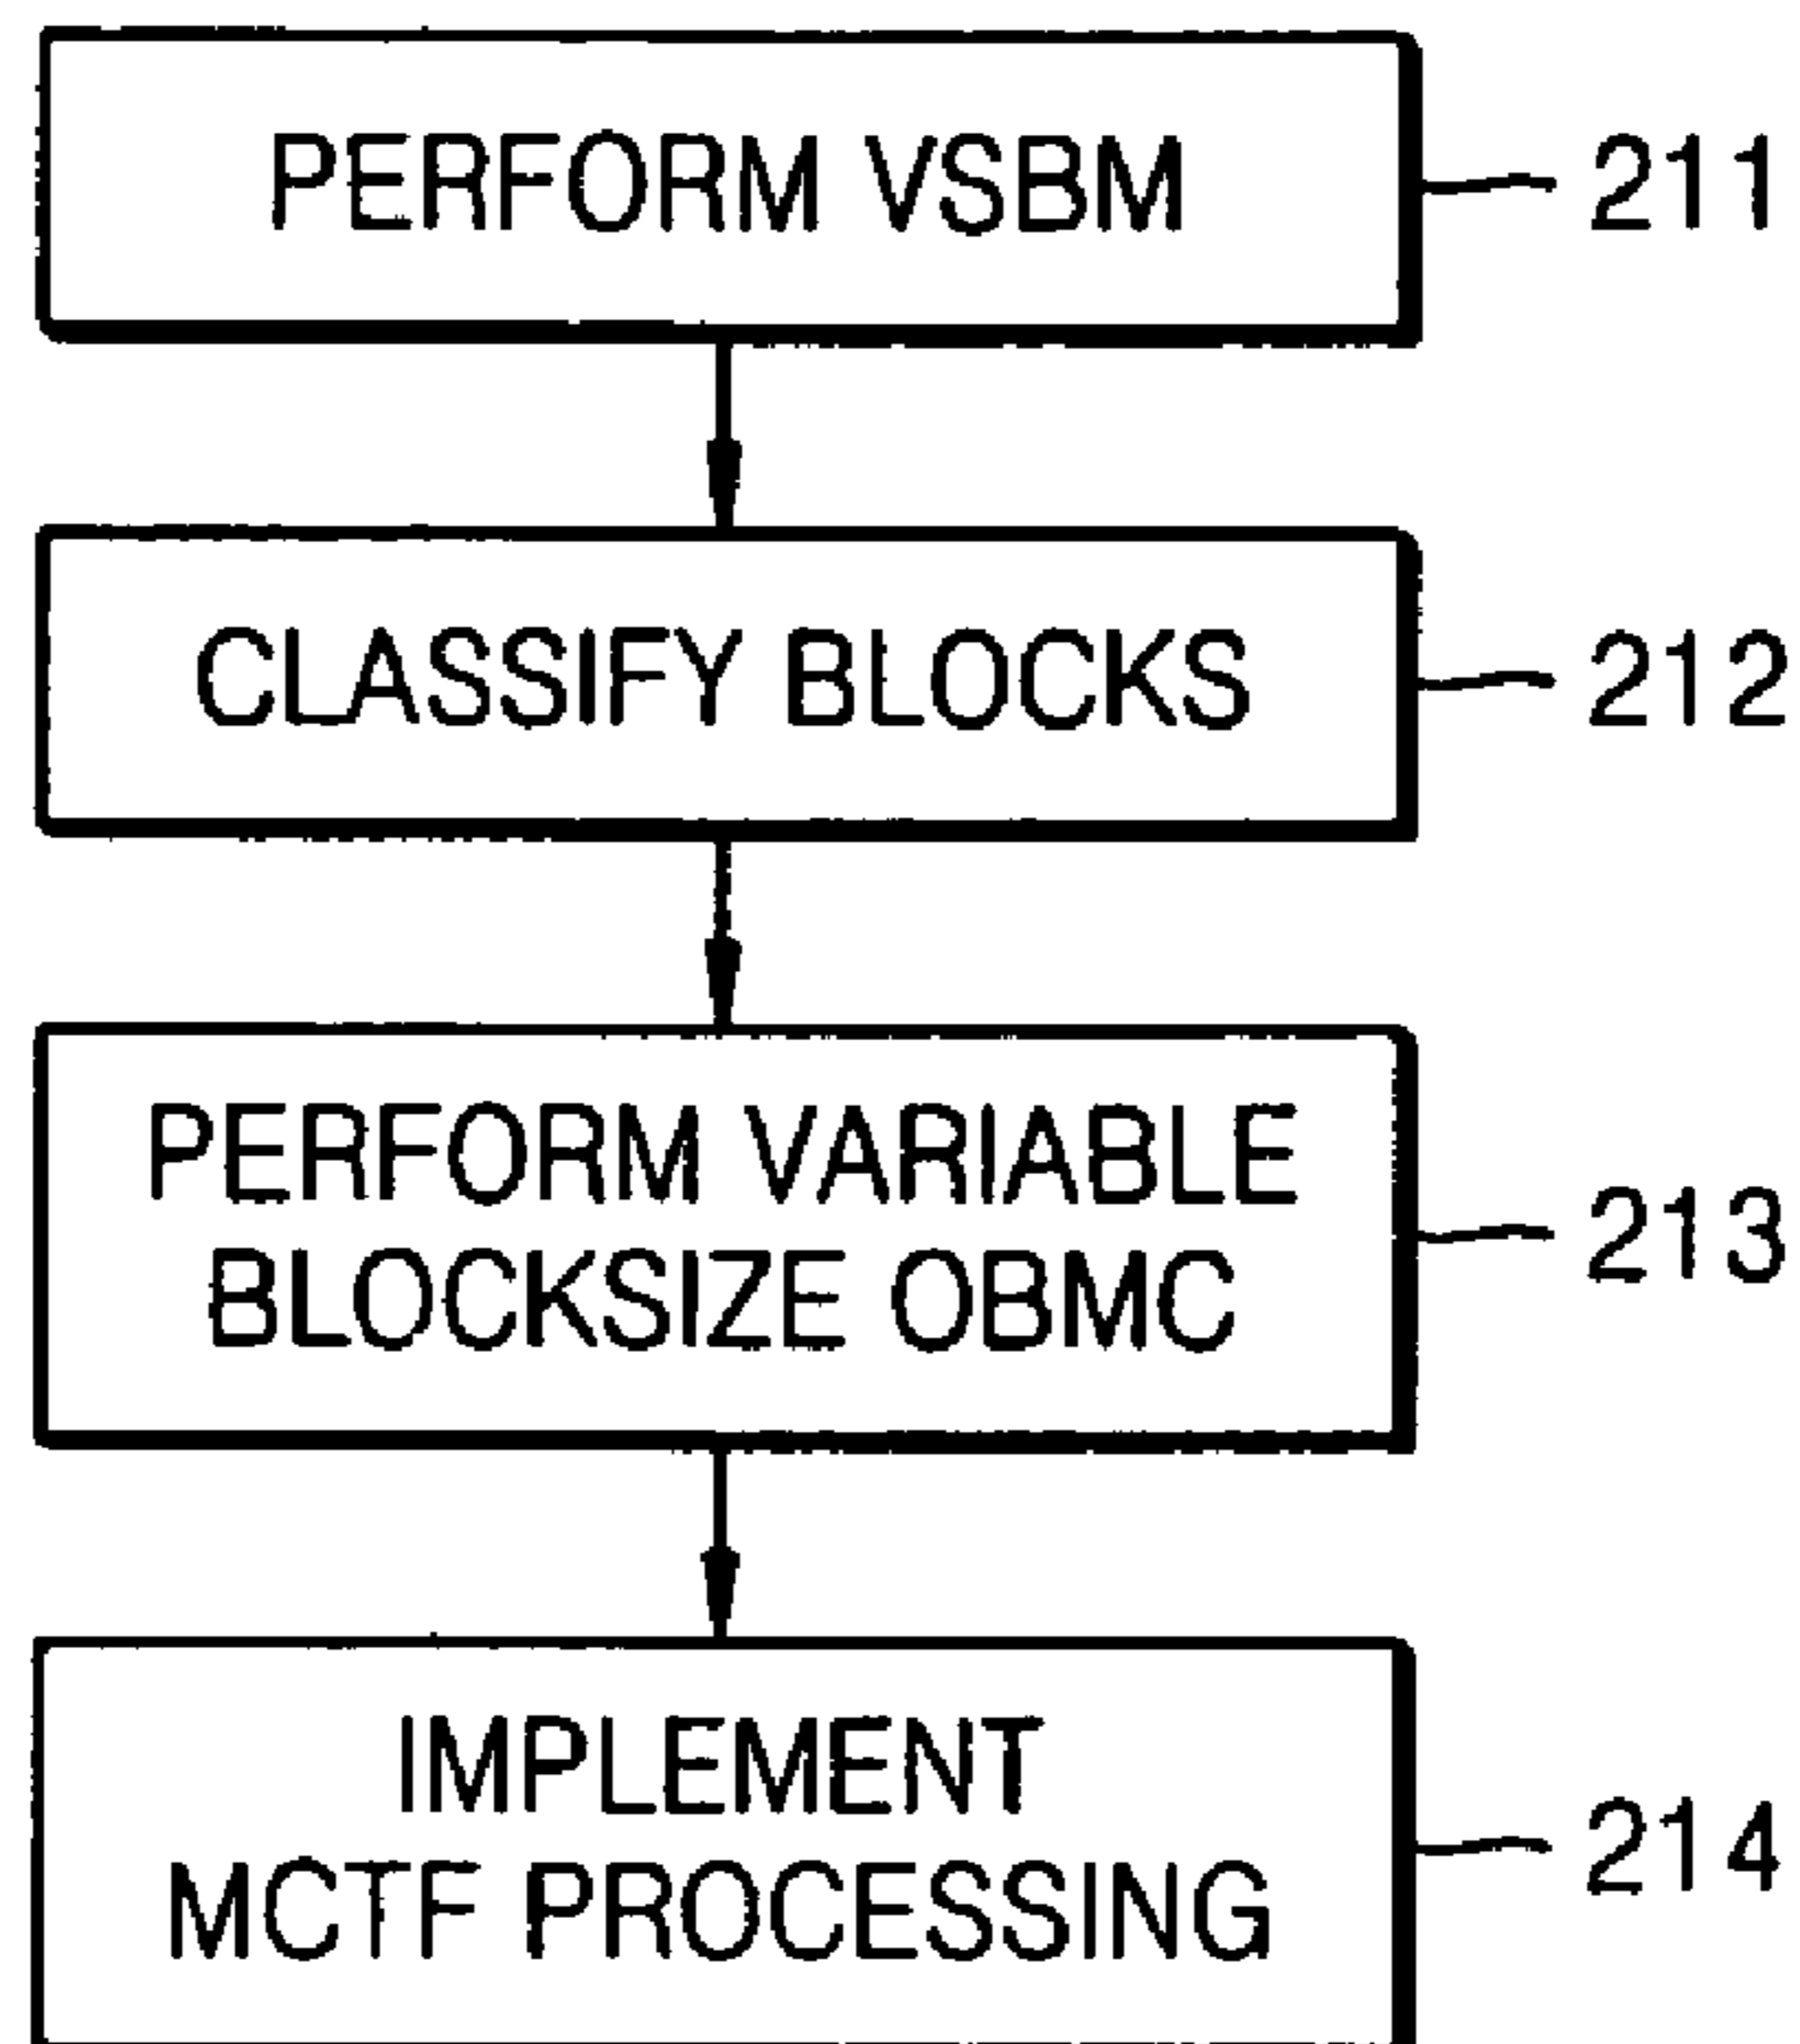 PERFORM VSBM
211
CLASSIFY BLOCKS
212
PERFORM VARIABLE
BLOCKSIZE OBMC
213
IMPLEMENT
MCTF PROCESSING
214